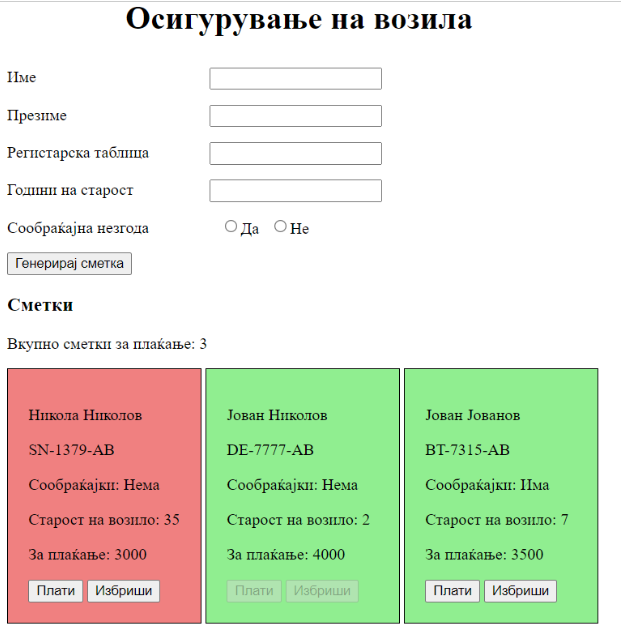 Осигурување на возила
Име
Презиме
Регистарска таблица
Години на старост
Сообраќајна незгода Да Не
Генерирај сметка
Сметки
Вкупно сметки за плаќање: 3
Никола Николов
SN-1379-AB
Сообраќајки: Нема
Старост на возило: 35
За плаќање: 3000
Плати Избриши
Јован Николов
DE-7777-AB
Сообраќајки: Нема
Старост на возило: 2
За плаќање: 4000
Плати Избриши
Јован Јованов
BT-7315-AB
Сообраќајки: Има
Старост на возило: 7
За плаќање: 3500
Плати Избриши